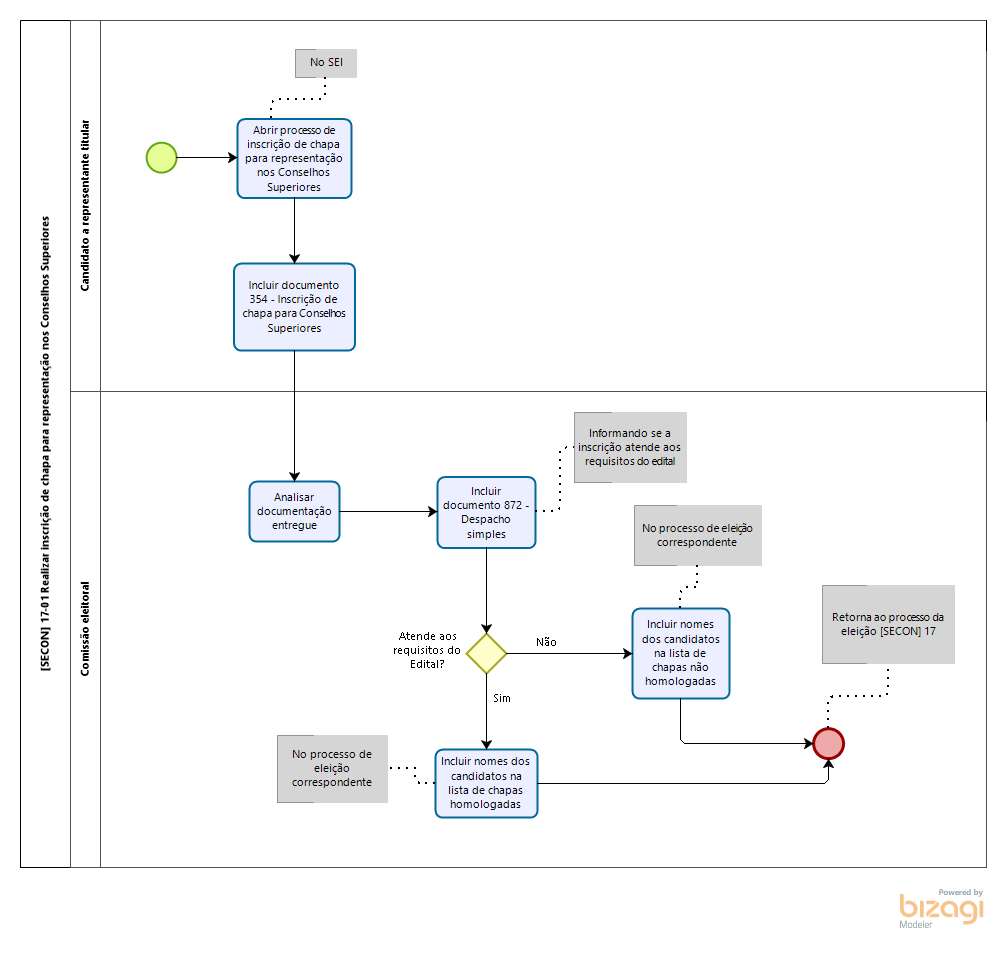 [SECON] 17-01 Realizar inscrição de chapa para representação nos Conselhos Superiores
Candidato a representante titular
No SEI
Abrir processo de
inscrição de chapa
para representação
nos Conselhos
Superiores
Incluir documento
354 - Inscrição de
chapa para Conselhos
Superiores
Comissão eleitoral
Analisar
documentação
entregue
Incluir
documento 872 -
Despacho
simples
Informando se a
inscrição atende aos
requisitos do edital
Atende aos
requisitos do
Edital?
Não
No processo de eleição
correspondente
Incluir nomes
dos candidatos
na lista de
chapas não
homologadas
Retorna ao processo da
eleição [SECON] 17
Sim
No processo de
eleição
correspondente
Incluir nomes dos
candidatos na
lista de chapas
homologadas
Powered by
bizagi
Modeler